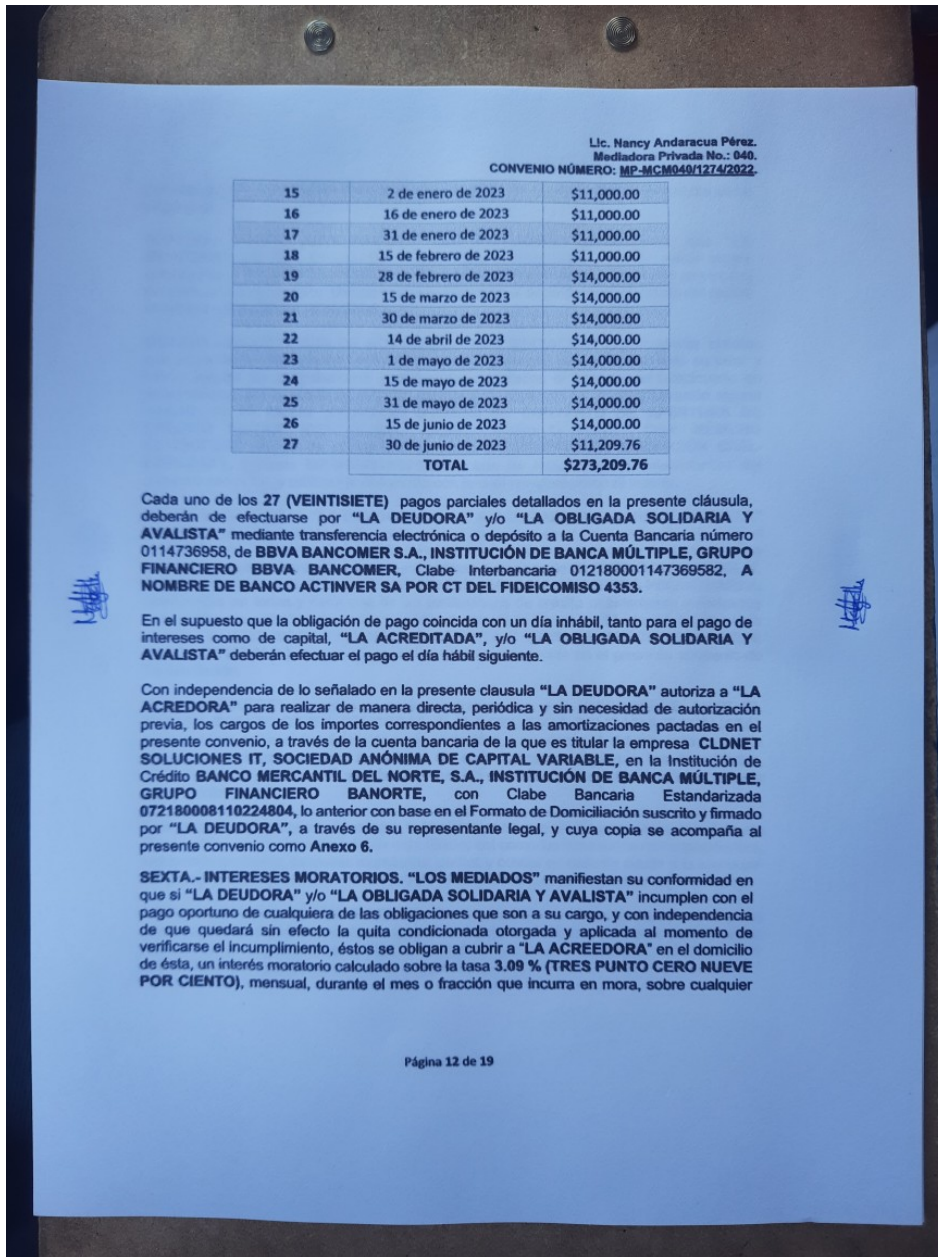 Lic. Nancy Andaracua Pérez.
Mediadora Privada No.: 040.
CONVENIO NÚMERO: MP-MCM040/1274/2022.
15 2 de enero de 2023 $11,000.00
16 16 de enero de 2023 $11,000.00
17 31 de enero de 2023 $11,000.00
18 15 de febrero de 2023 $11,000.00
19 28 de febrero de 2023 $14,000.00
20 15 de marzo de 2023 $14,000.00
21 30 de marzo de 2023 $14,000.00
22 14 de abril de 2023 $14,000.00
23 1 de mayo de 2023 $14,000.00
24 15 de mayo de 2023 $14,000.00
25 31 de mayo de 2023 $14,000.00
26 15 de junio de 2023 $14,000.00
27 30 de junio de 2023 $11,209.76
TOTAL $273,209.76
Cada uno de los 27 (VEINTISIETE) pagos parciales detallados en la presente cláusula,
deberán de efectuarse por “LA DEUDORA” y/o “LA OBLIGADA SOLIDARIA Y
AVALISTA” mediante transferencia electrónica o depósito a la Cuenta Bancaria número
0114736958, de BBVA BANCOMER S.A., INSTITUCIÓN DE BANCA MÚLTIPLE, GRUPO
FINANCIERO BBVA BANCOMER, Clabe Interbancaria 012180001147369582, A
NOMBRE DE BANCO ACTINVER SA POR CT DEL FIDEICOMISO 4353.
En el supuesto que la obligación de pago coincida con un día inhábil, tanto para el pago de
intereses como de capital, “LA ACREDITADA”, y/o “LA OBLIGADA SOLIDARIA Y
AVALISTA” deberán efectuar el pago el día hábil siguiente.
Con independencia de lo señalado en la presente clausula “LA DEUDORA” autoriza a “LA
ACREDORA” para realizar de manera directa, periódica y sin necesidad de autorización
previa, los cargos de los importes correspondientes a las amortizaciones pactadas en el
presente convenio, a través de la cuenta bancaria de la que es titular la empresa CLDNET
SOLUCIONES IT, SOCIEDAD ANÓNIMA DE CAPITAL VARIABLE, en la Institución de
Crédito BANCO MERCANTIL DEL NORTE, S.A., INSTITUCIÓN DE BANCA MÚLTIPLE,
GRUPO FINANCIERO BANORTE, con Clabe Bancaria Estandarizada
072180008110224804, lo anterior con base en el Formato de Domiciliación suscrito y firmado
por “LA DEUDORA”, a través de su representante legal, y cuya copia se acompaña al
presente convenio como Anexo 6.
SEXTA.- INTERESES MORATORIOS. “LOS MEDIADOS” manifiestan su conformidad en
que si “LA DEUDORA” y/o “LA OBLIGADA SOLIDARIA Y AVALISTA” incumplen con el
pago oportuno de cualquiera de las obligaciones que son a su cargo, y con independencia
de que quedará sin efecto la quita condicionada otorgada y aplicada al momento de
verificarse el incumplimiento, éstos se obligan a cubrir a “LA ACREEDORA” en el domicilio
de ésta, un interés moratorio calculado sobre la tasa 3.09 % (TRES PUNTO CERO NUEVE
POR CIENTO), mensual, durante el mes o fracción que incurra en mora, sobre cualquier
Página 12 de 19